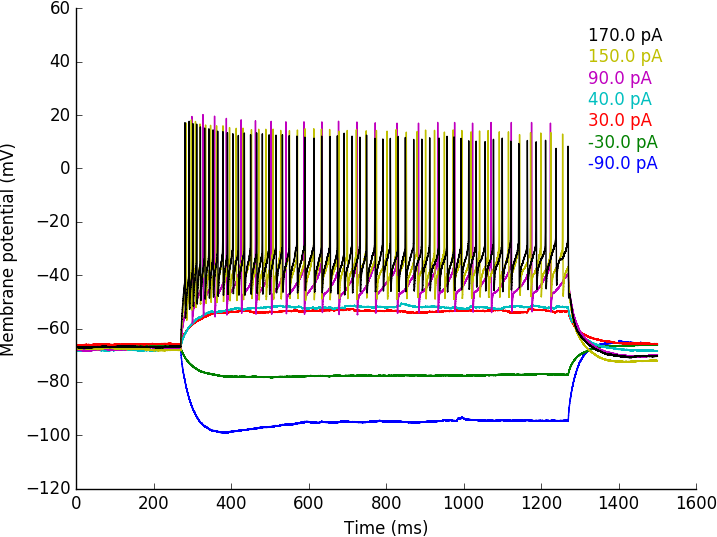 60
40
20
0
−20
−40
−60
−80
−100
−120
Membrane potential (mV)
170.0 pA
150.0 pA
90.0 pA
40.0 pA
30.0 pA
-30.0 pA
-90.0 pA
0 200 400 600 800 1000 1200 1400 1600
Time (ms)